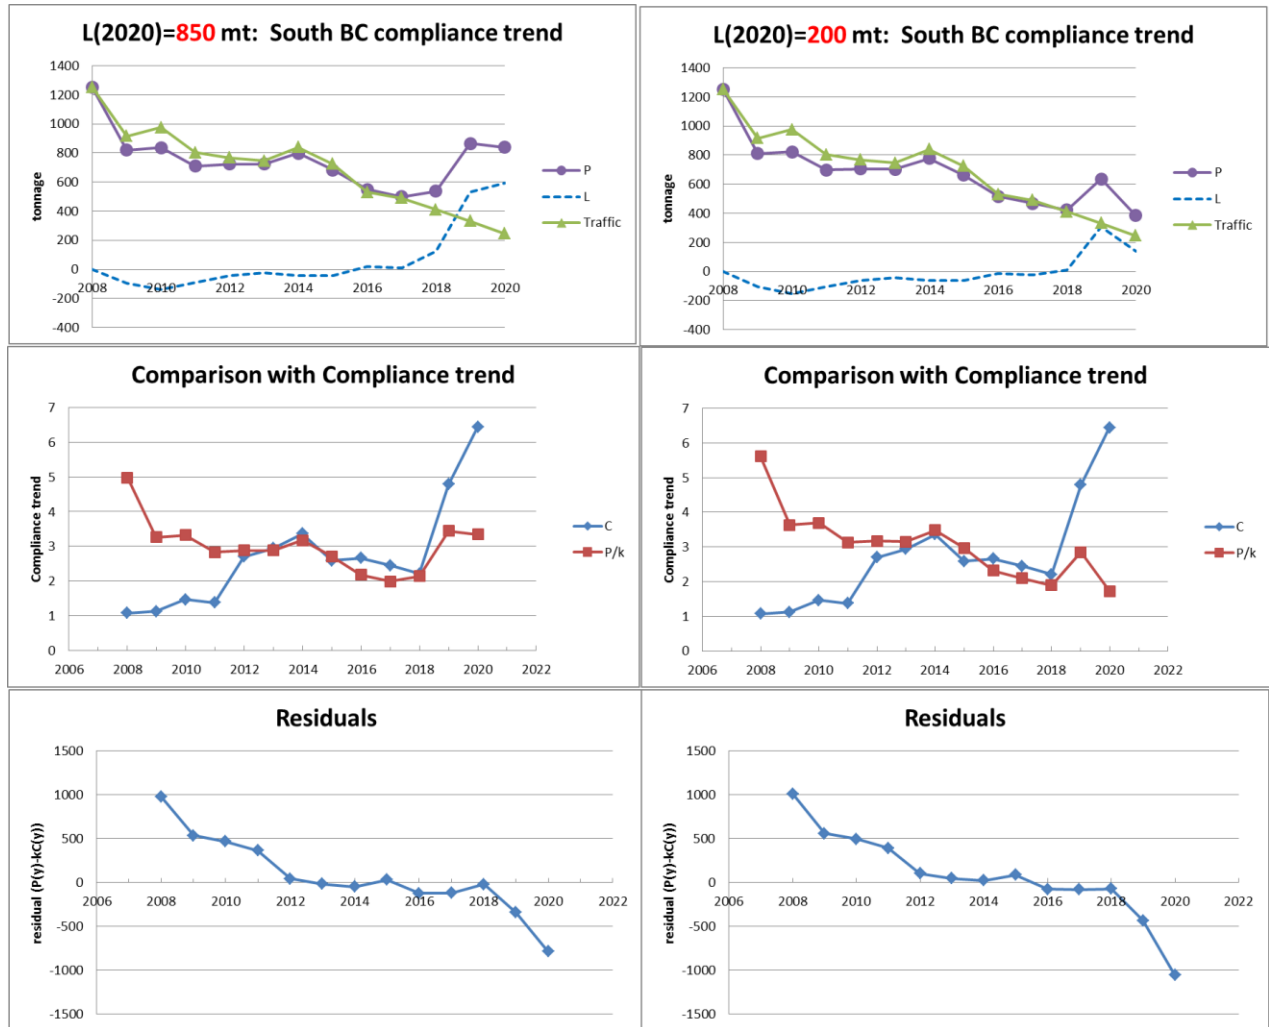 L(2020)=850 mt: South BC compliance trend
1400
1200
1000
800
600
400
200
0
-200
-400
tonnage
2008 2010 2012 2014 2016 2018 2020
P
L
Traffic
L(2020)=200 mt: South BC compliance trend
1400
1200
1000
800
600
400
200
0
-200
-400
tonnage
2008 2010 2012 2014 2016 2018 2020
P
L
Traffic
Comparison with Compliance trend
7
6
5
4
3
2
1
0
Compliance trend
2006 2008 2010 2012 2014 2016 2018 2020 2022
C
P/k
Comparison with Compliance trend
7
6
5
4
3
2
1
0
Compliance trend
2006 2008 2010 2012 2014 2016 2018 2020 2022
C
P/k
Residuals
1500
1000
500
0
-500
-1000
-1500
residual (P(y)-kC(y))
2006 2008 2010 2012 2014 2016 2018 2020 2022
Residuals
1500
1000
500
0
-500
-1000
-1500
residual (P(y)-kC(y))
2006 2008 2010 2012 2014 2016 2018 2020 2022